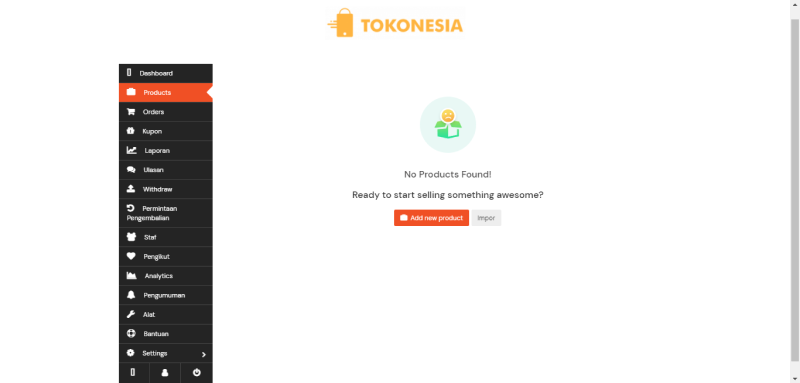 TOKONESIA
Dashboard
Products
Orders
Kupon
Laporan
Ulasan
Withdraw
Permintaan
Pengembalian
Staf
Pengikut
Analytics
Pengumuman
Alat
Bantuan
Settings
No Products Found!
Ready to start selling something awesome?
Add new product
Impor